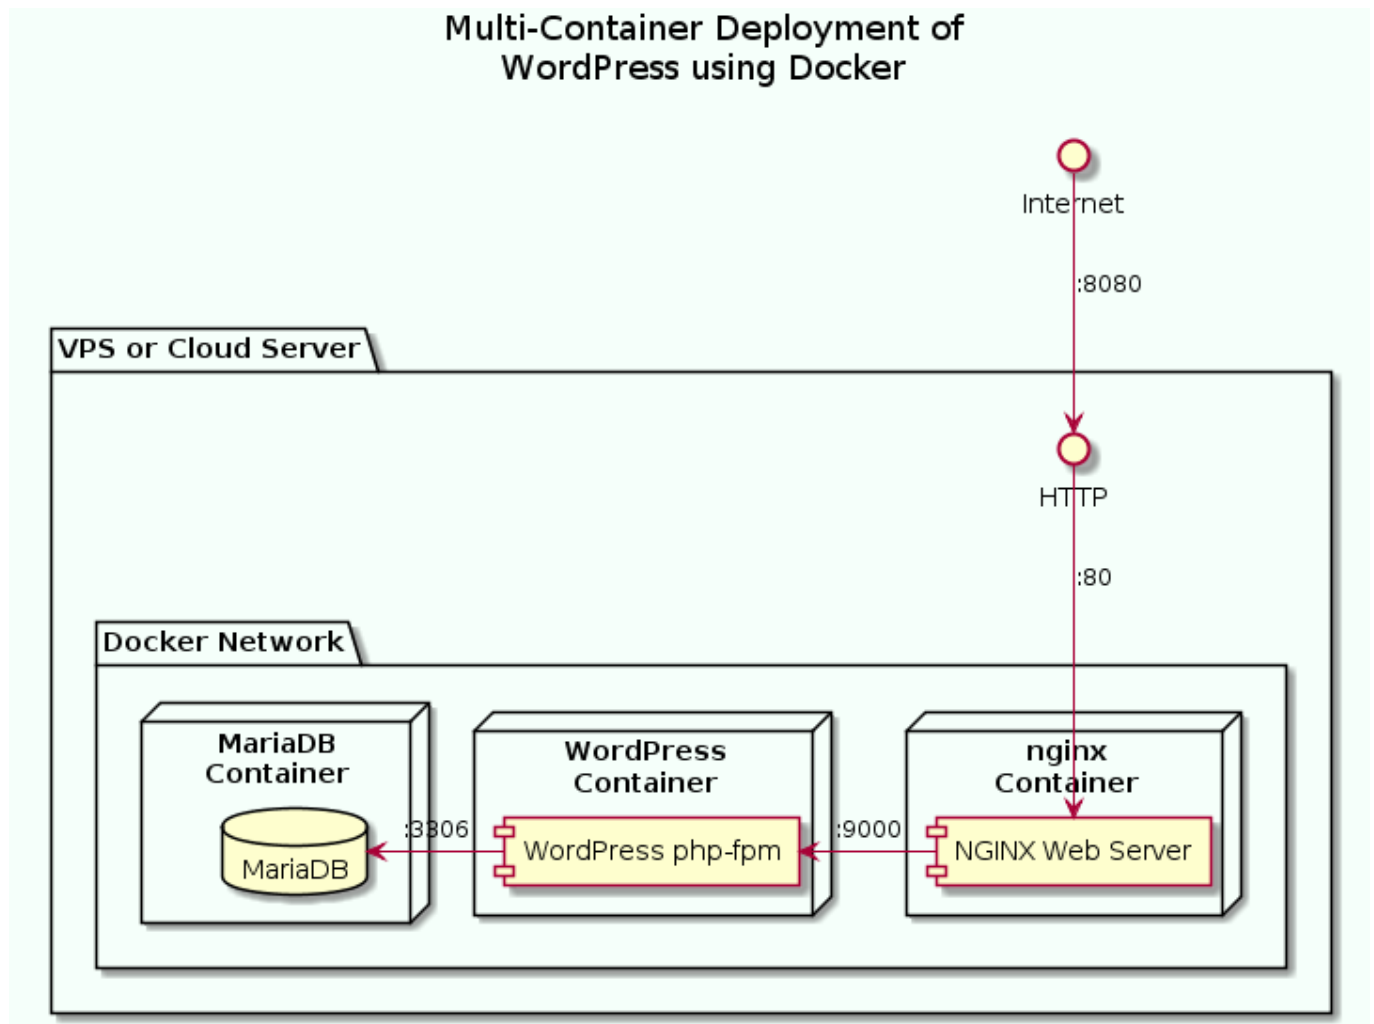 Multi-Container Deployment of
WordPress using Docker
Internet
:8080
VPS or Cloud Server
HTTP
:80
Docker Network
MariaDB
Container
WordPress
Container
nginx
Container
:3306
:9000
MariaDB
WordPress php-fpm
NGINX Web Server